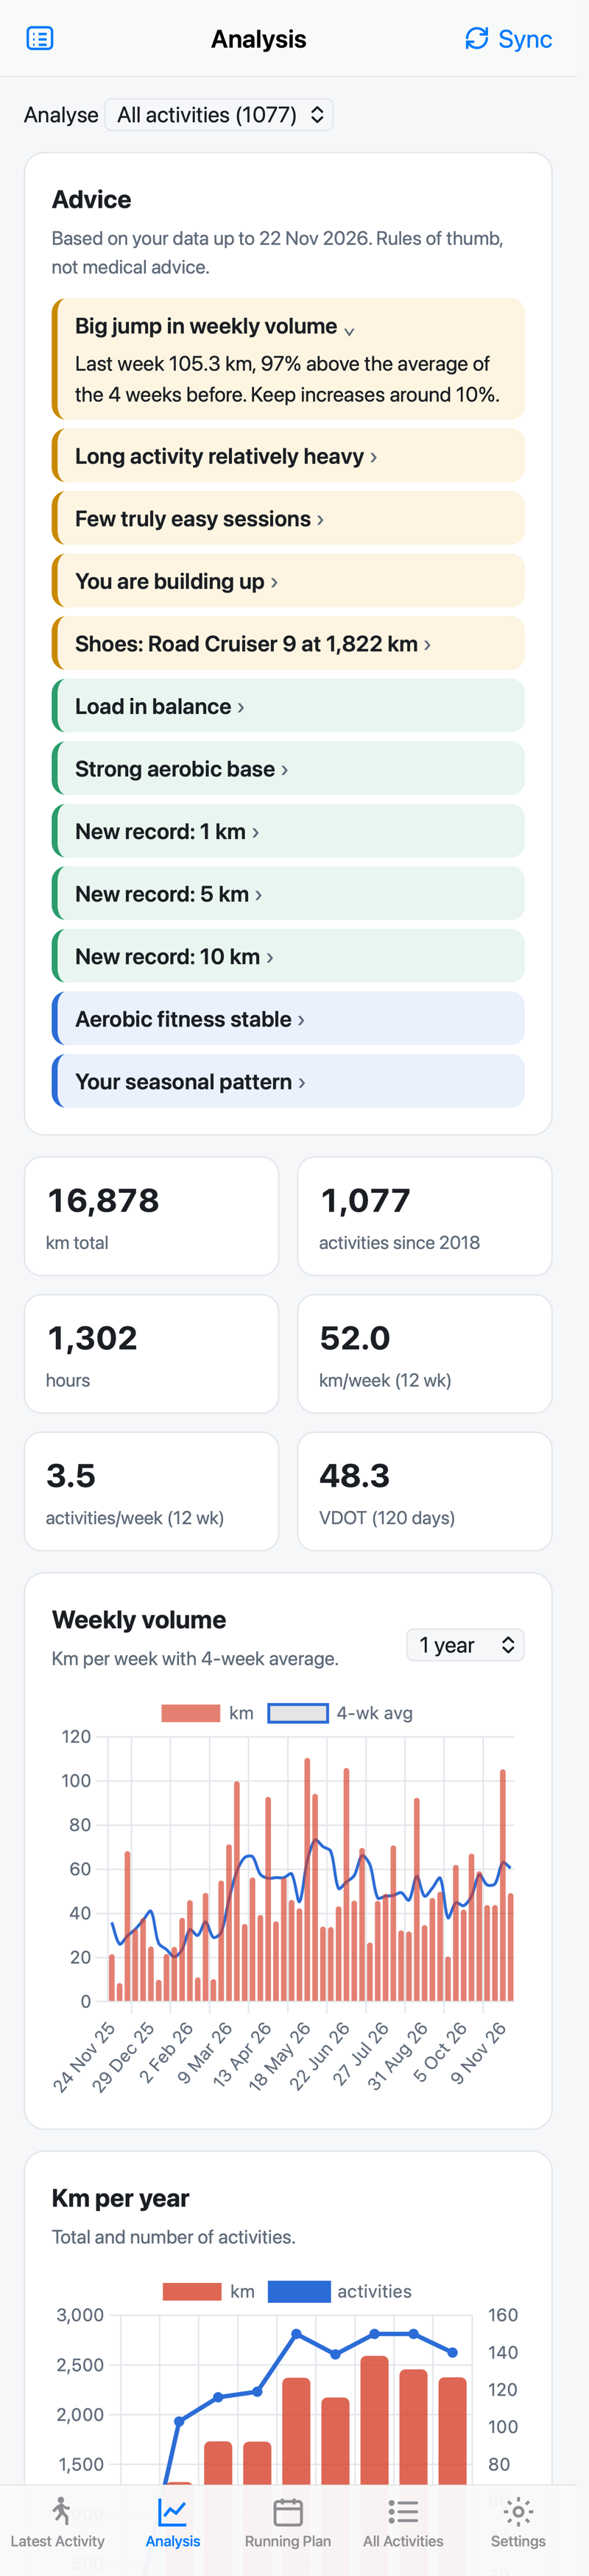 Analysis
Sync
Analyse All activities (1077)
Advice
Based on your data up to 22 Nov 2026. Rules of thumb,
not medical advice.
Big jump in weekly volume
Last week 105.3 km, 97% above the average of
the 4 weeks before. Keep increases around 10%.
Long activity relatively heavy ›
Few truly easy sessions ›
You are building up ›
Shoes: Road Cruiser 9 at 1,822 km ›
Load in balance ›
Strong aerobic base ›
New record: 1 km ›
New record: 5 km ›
New record: 10 km ›
Aerobic fitness stable ›
Your seasonal pattern ›
16,878
km total
1,077
activities since 2018
1,302
hours
52.0
km/week (12 wk)
3.5
activities/week (12 wk)
48.3
VDOT (120 days)
Weekly volume
Km per week with 4-week average.
1 year
km
4-wk avg
120
100
80
60
40
20
0
24 Nov 25
29 Dec 25
2 Feb 26
9 Mar 26
13 Apr 26
18 May 26
22 Jun 26
27 Jul 26
31 Aug 26
5 Oct 26
9 Nov 26
Km per year
Total and number of activities.
km
activities
3,000
2,500
2,000
1,500
160
140
120
100
80
60
500
Latest Activity
Analysis
Running Plan
All Activities
Settings